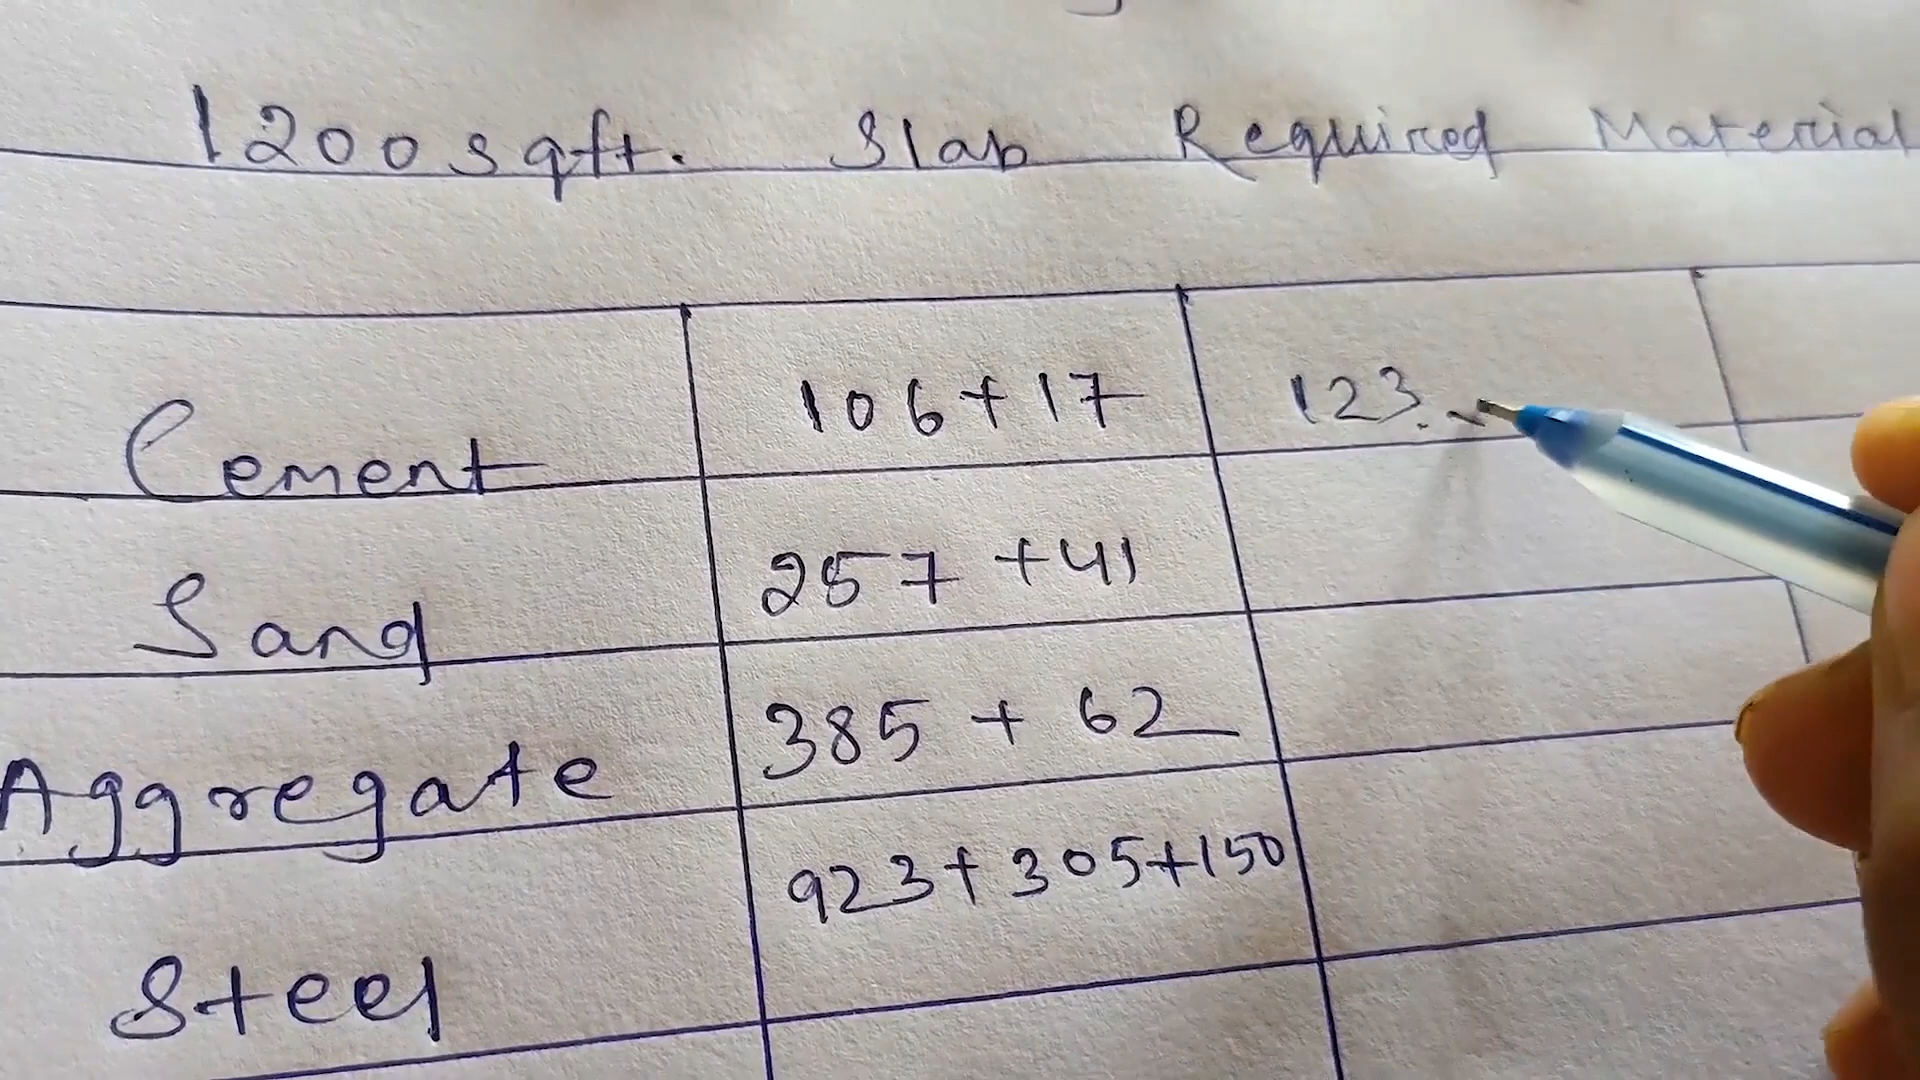 1200 sqft. Slab Required Material
Cement 106+17 123.
Sand 257 +41
Aggregate 385 + 62
Steel 923+305+150